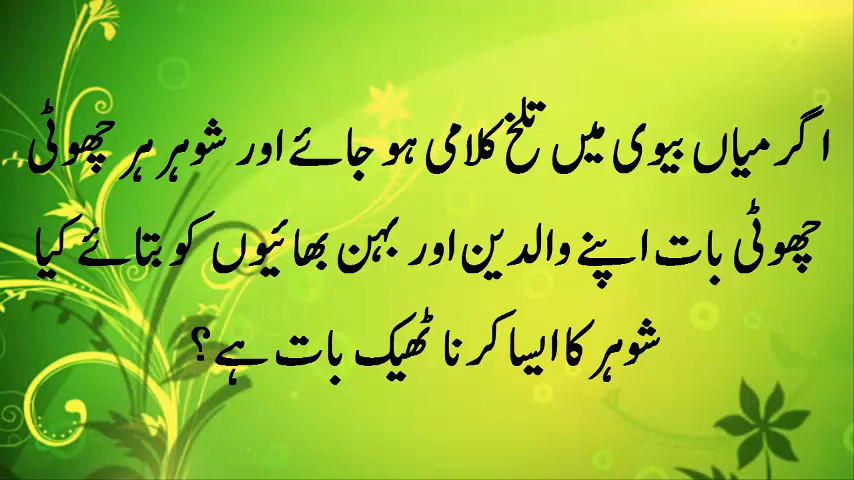 اگر میاں بیوی میں تلخ کلامی ہو جائے اور شوہر ہر چھوٹی
چھوٹی بات اپنے والدین اور بہن بھائیوں کو بتائے کیا
شوہر کا ایسا کرنا ٹھیک بات ہے؟